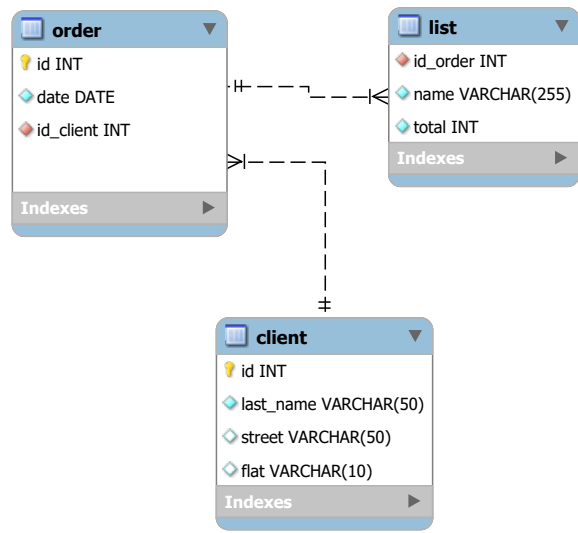 order
id INT
date DATE
id_client INT
Indexes
list
id_order INT
name VARCHAR(255)
total INT
Indexes
client
id INT
last_name VARCHAR(50)
street VARCHAR(50)
flat VARCHAR(10)
Indexes